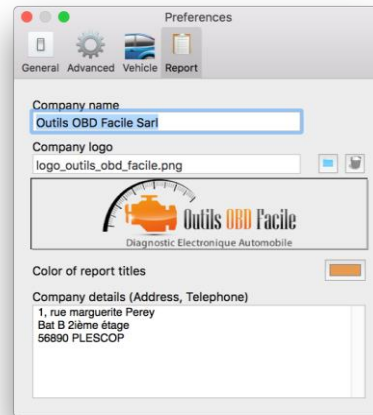 Preferences
General Advanced Vehicle Report
Company name
Outils OBD Facile Sarl
Company logo
logo_outils_obd_facile.png
Outils OBD Facile
Diagnostic Electronique Automobile
Color of report titles
Company details (Address, Telephone)
1, rue marguerite Perey
Bat B 2ième étage
56890 PLESCOP